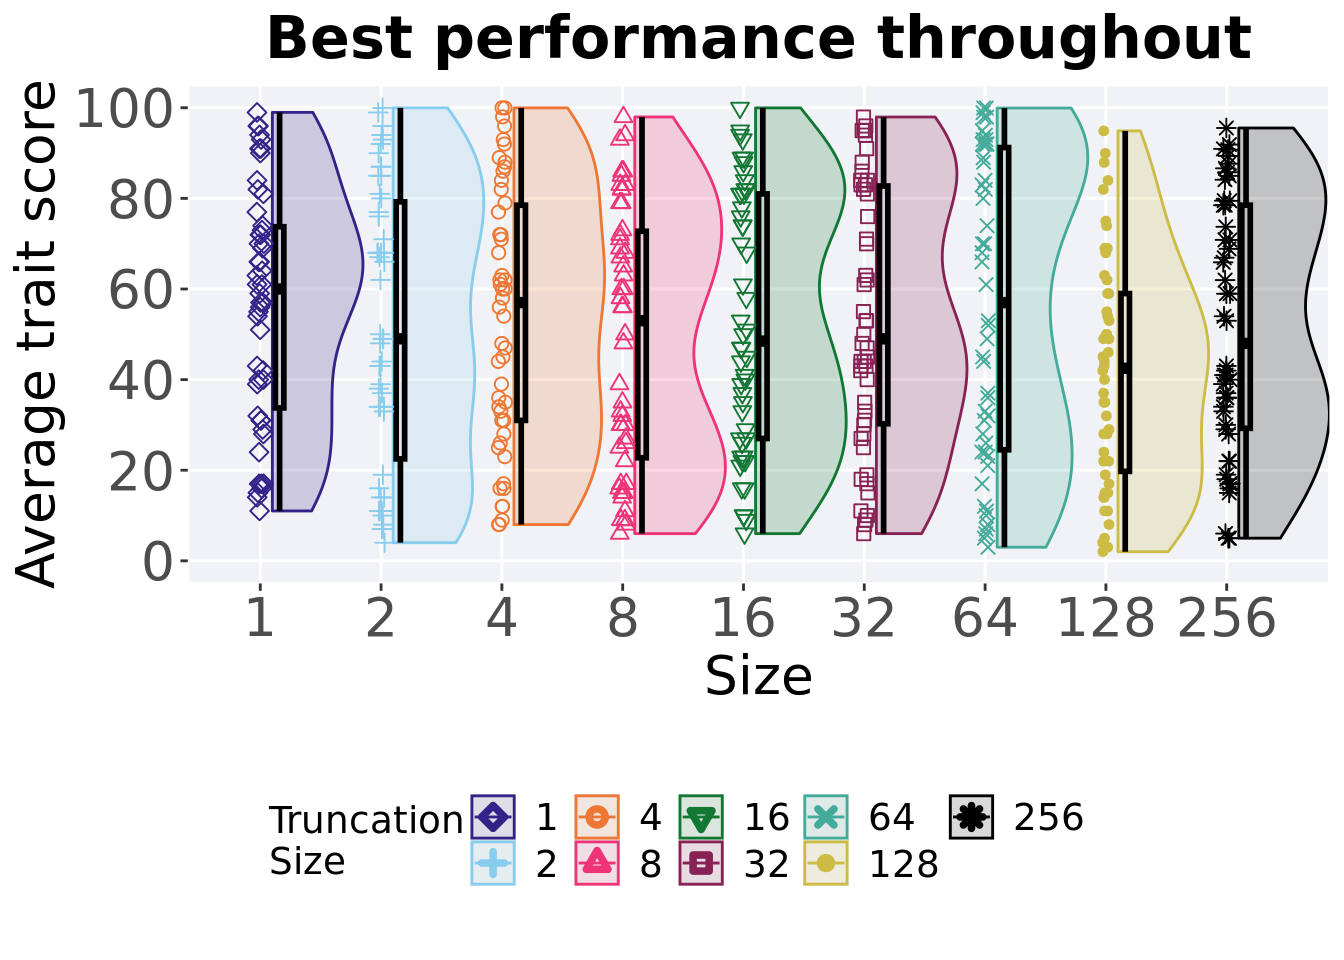 Best performance throughout
Average trait score
100
80
60
40
20
0
1 2 4 8 16 32 64 128 256
Size
Truncation
Size
1 4 16 64 256
2 8 32 128